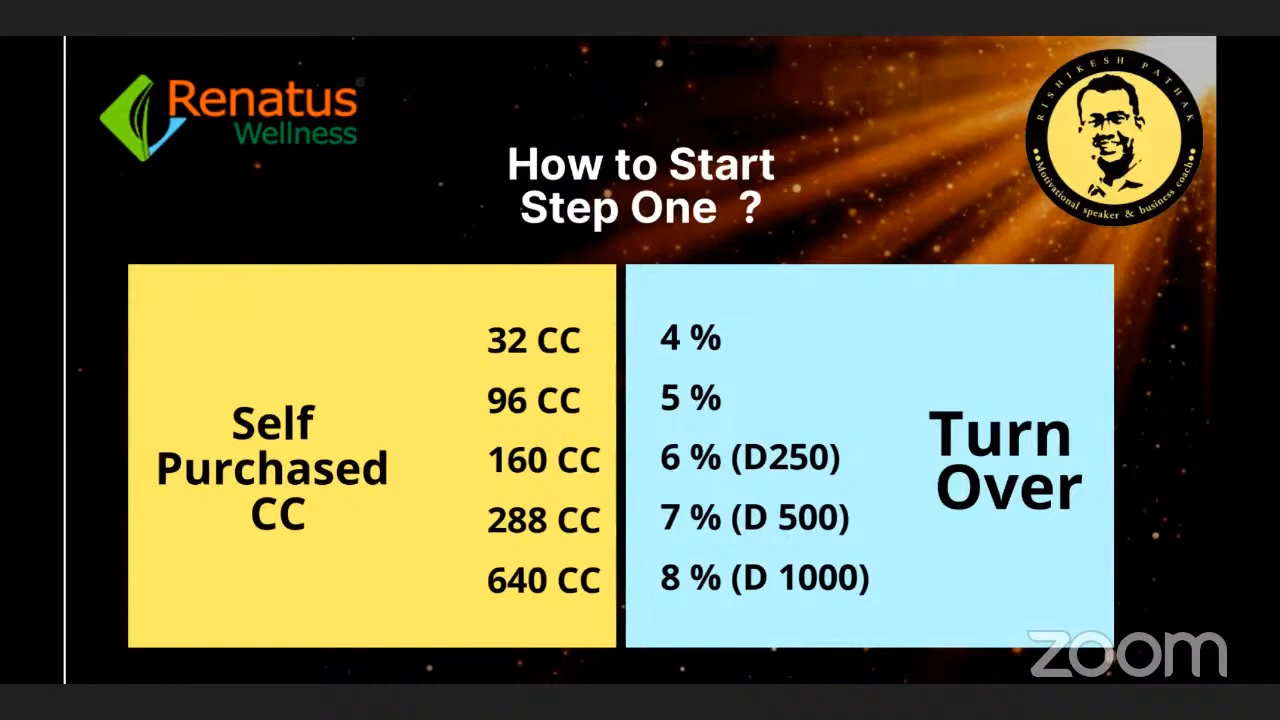 Renatus
Wellness
RISHIKESH PATHAK
Motivational speaker & business coach
How to Start
Step One ?
Self
Purchased
CC
32 CC
96 CC
160 CC
288 CC
640 CC
4 %
5 %
6 % (D250)
7 % (D 500)
8 % (D 1000)
Turn
Over
zoom